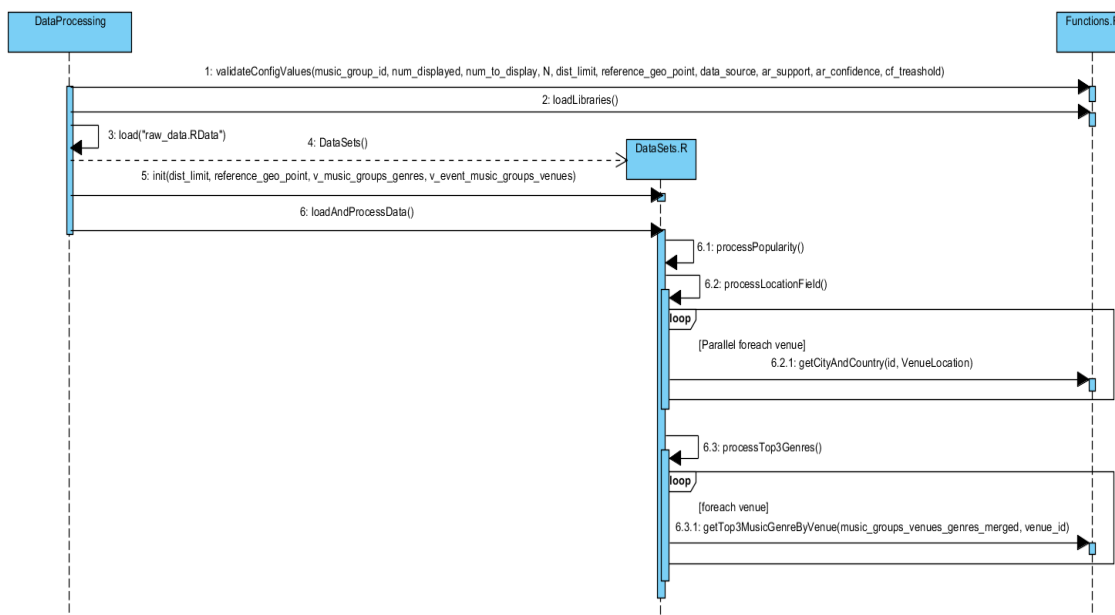 DataProcessing
Functions.R
1: validateConfigValues(music_group_id, num_displayed, num_to_display, N, dist_limit, reference_geo_point, data_source, ar_support, ar_confidence, cf_treashold)
2: loadLibraries()
3: load("raw_data.RData")
4: DataSets()
DataSets.R
5: init(dist_limit, reference_geo_point, v_music_groups_genres, v_event_music_groups_venues)
6: loadAndProcessData()
6.1: processPopularity()
6.2: processLocationField()
loop
[Parallel foreach venue]
6.2.1: getCityAndCountry(id, VenueLocation)
6.3: processTop3Genres()
loop
[foreach venue]
6.3.1: getTop3MusicGenreByVenue(music_groups_venues_genres_merged, venue_id)